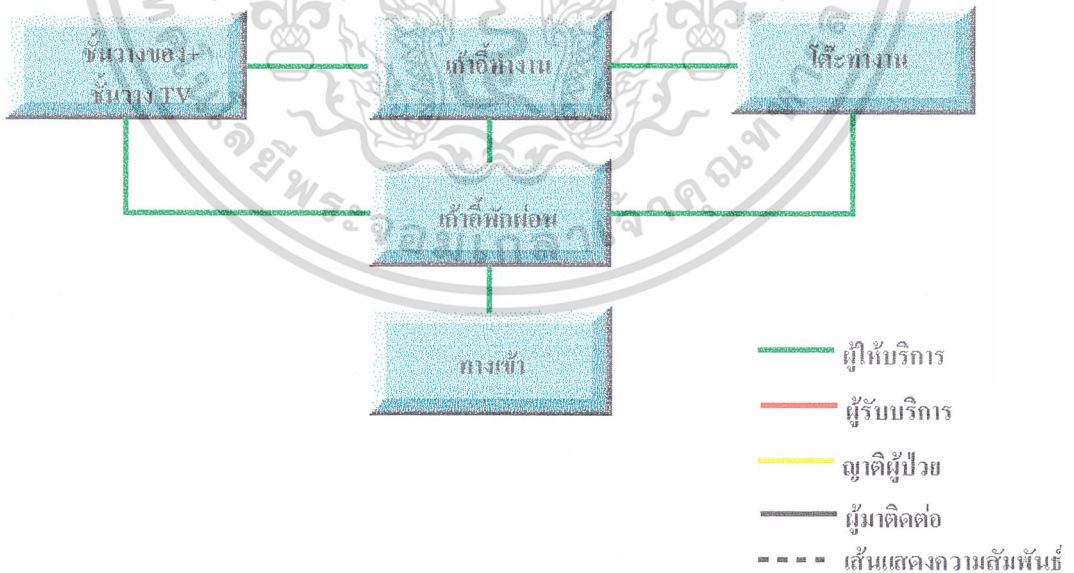 ชั้นวางของ+
ชั้นวาง TV
เก้าอี้ทำงาน
โต๊ะทำงาน
เก้าอี้พักผ่อน
ทางเข้า
ผู้ให้บริการ
ผู้รับบริการ
ญาติผู้ป่วย
ผู้มาติดต่อ
เส้นแสดงความสัมพันธ์